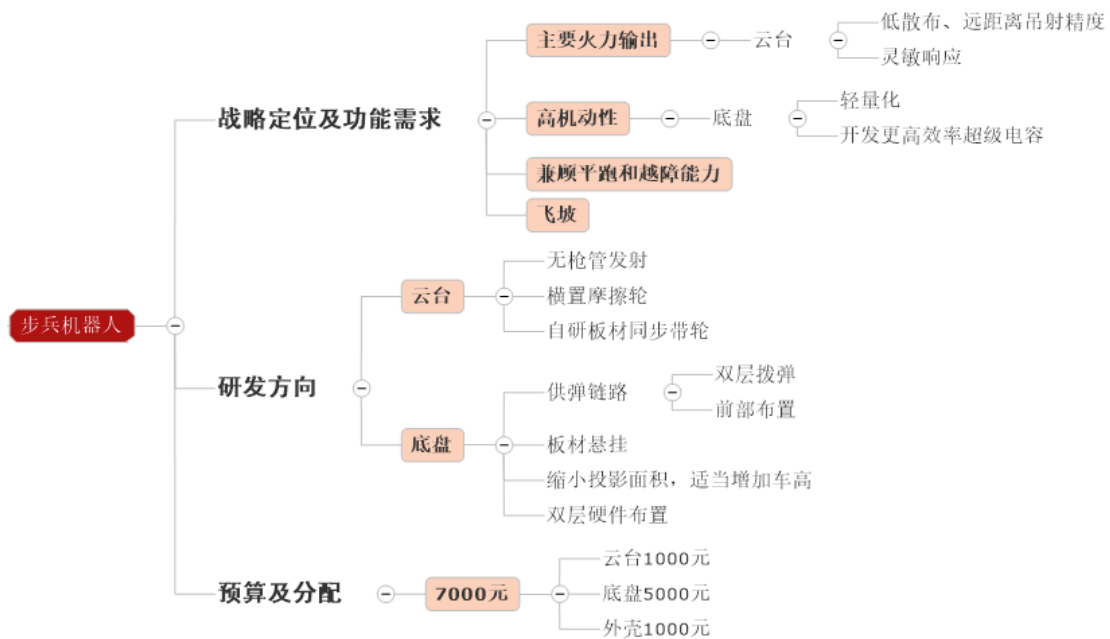 步兵机器人
战略定位及功能需求
主要火力输出
云台
低散布、远距离吊射精度
灵敏响应
高机动性
底盘
轻量化
开发更高效率超级电容
兼顾平跑和越障能力
飞坡
研发方向
云台
无枪管发射
横置摩擦轮
自研板材同步带轮
底盘
供弹链路
双层拨弹
前部布置
板材悬挂
缩小投影面积，适当增加车高
双层硬件布置
预算及分配
7000元
云台1000元
底盘5000元
外壳1000元